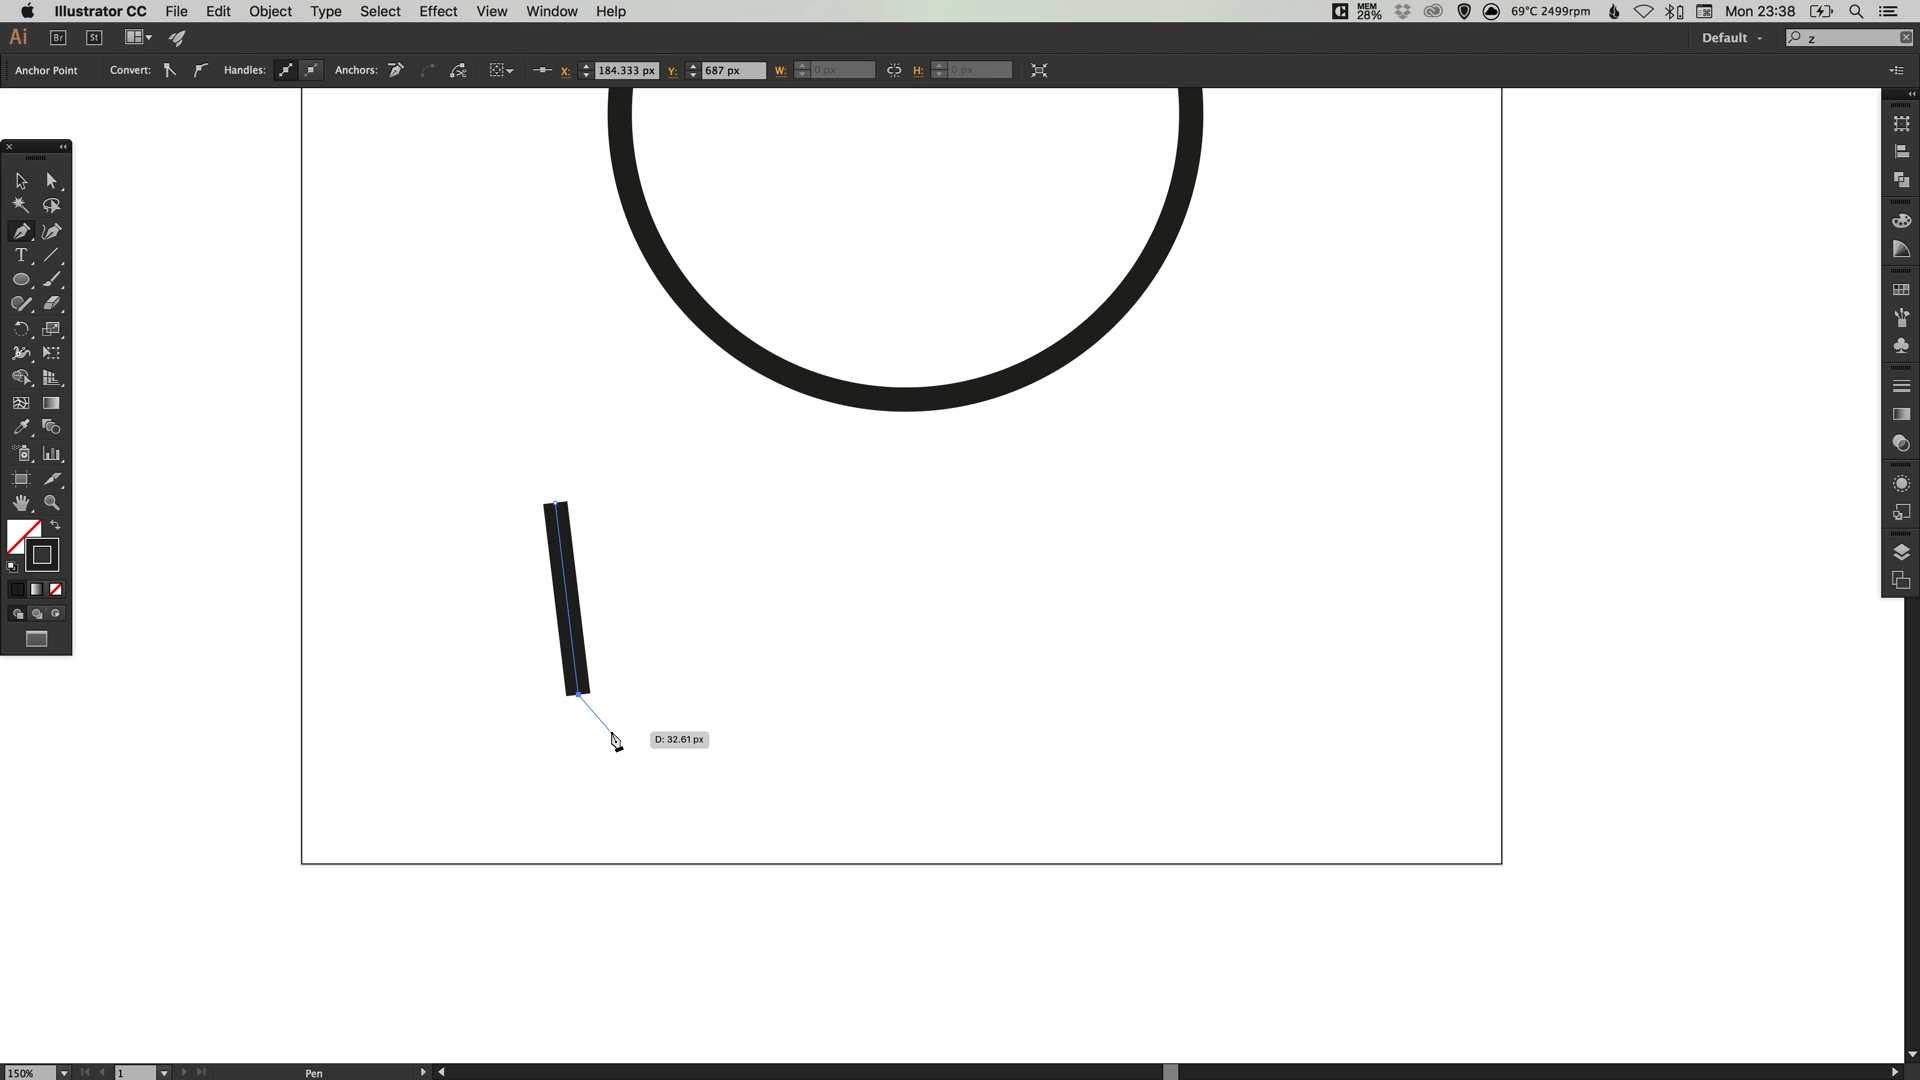 Illustrator CC File Edit Object Type Select Effect View Window Help MEM 28% 69°C 2499rpm Mon 23:38
Ai Br St Default z
Anchor Point Convert: Handles: Anchors: X: 184.333 px Y: 687 px W: 0 px H: 0 px
T
D: 32.61 px
150% 1 Pen